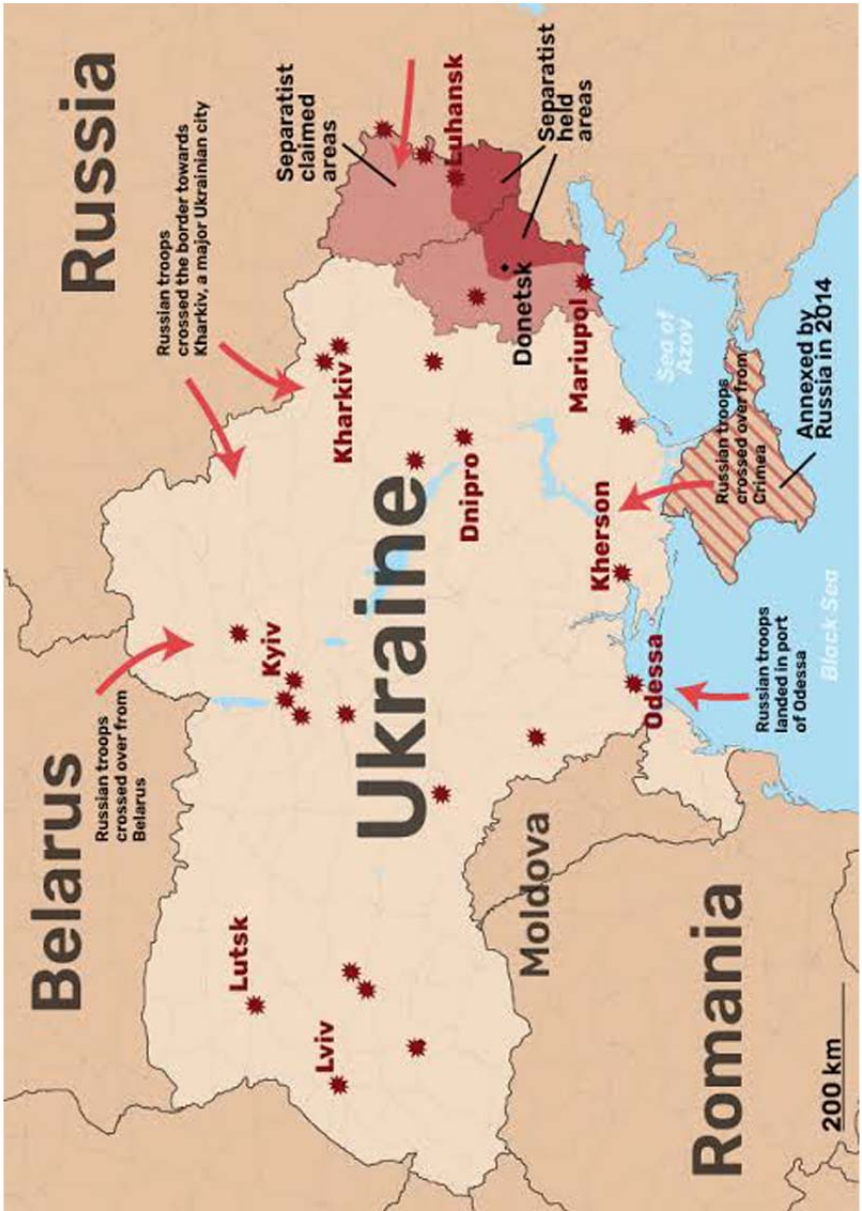 Russia
Belarus
Russian troops
crossed the border towards
Kharkiv, a major Ukrainian city
Russian troops
crossed over from
Belarus
Separatist
claimed
areas
Lutsk
Kyiv
Kharkiv
Lviv
Ukraine
Luhansk
Dnipro
Separatist
held
areas
Donetsk
Moldova
Mariupol
Kherson
Odessa
Sea of
Azov
Romania
Russian troops
crossed over from
Crimea
Russian troops
landed in port
of Odessa
Annexed by
Russia in 2014
Black Sea
200 km